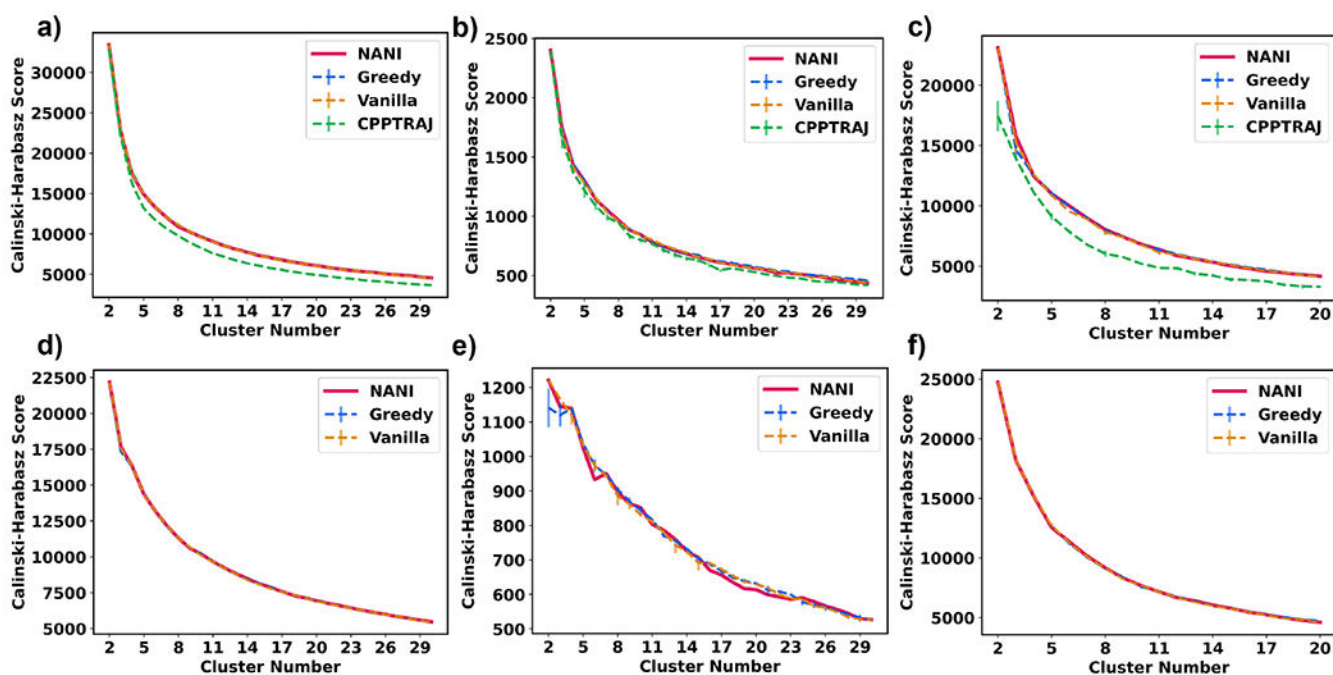 a)
Calinski-Harabasz Score
30000
25000
20000
15000
10000
5000
2 5 8 11 14 17 20 23 26 29
Cluster Number
NANI
Greedy
Vanilla
CPPTRAJ
b)
Calinski-Harabasz Score
2500
2000
1500
1000
500
2 5 8 11 14 17 20 23 26 29
Cluster Number
NANI
Greedy
Vanilla
CPPTRAJ
c)
Calinski-Harabasz Score
20000
15000
10000
5000
2 5 8 11 14 17 20
Cluster Number
NANI
Greedy
Vanilla
CPPTRAJ
d)
Calinski-Harabasz Score
22500
20000
17500
15000
12500
10000
7500
5000
2 5 8 11 14 17 20 23 26 29
Cluster Number
NANI
Greedy
Vanilla
e)
Calinski-Harabasz Score
1200
1100
1000
900
800
700
600
500
2 5 8 11 14 17 20 23 26 29
Cluster Number
NANI
Greedy
Vanilla
f)
Calinski-Harabasz Score
25000
20000
15000
10000
5000
2 5 8 11 14 17 20
Cluster Number
NANI
Greedy
Vanilla